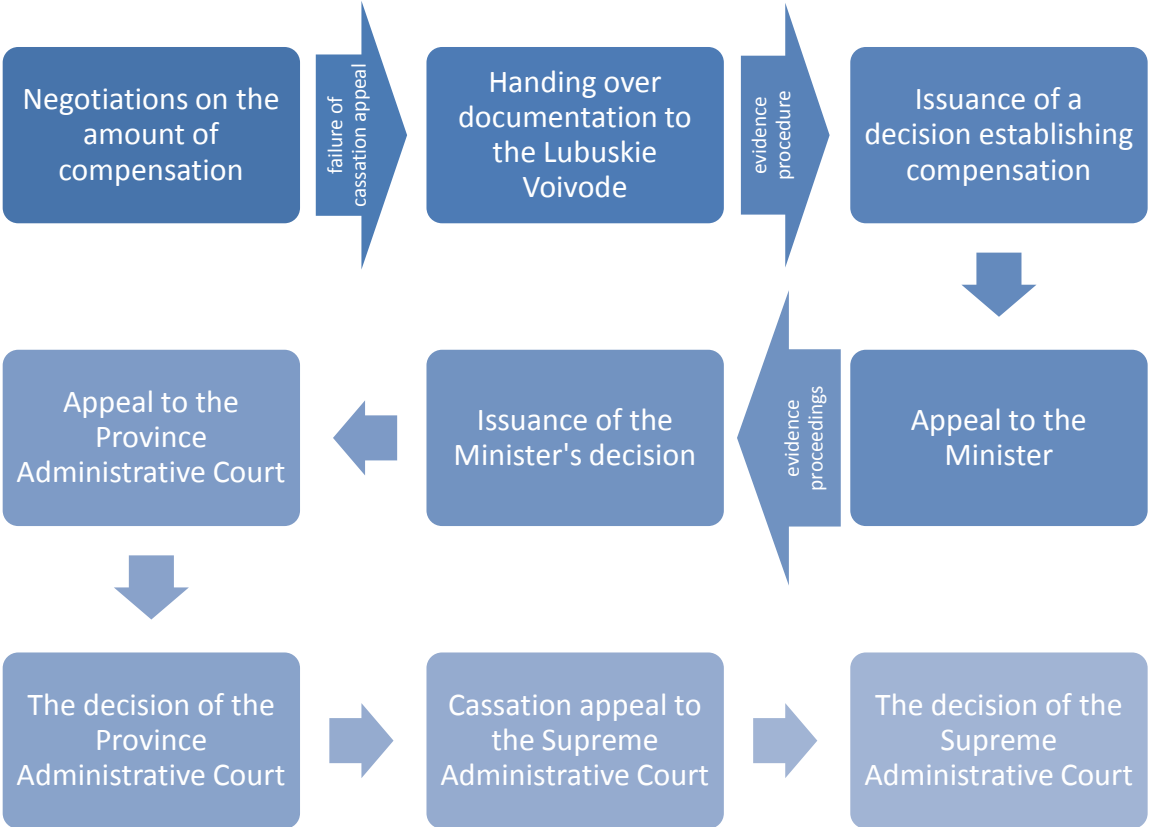 Negotiations on the
amount of
compensation
failure of
cassation appeal
Handing over
documentation to
the Lubuskie
Voivode
evidence
procedure
Issuance of a
decision establishing
compensation
Appeal to the
Minister
evidence
proceedings
Issuance of the
Minister's decision
Appeal to the
Province
Administrative Court
The decision of the
Province
Administrative Court
Cassation appeal to
the Supreme
Administrative Court
The decision of the
Supreme
Administrative Court